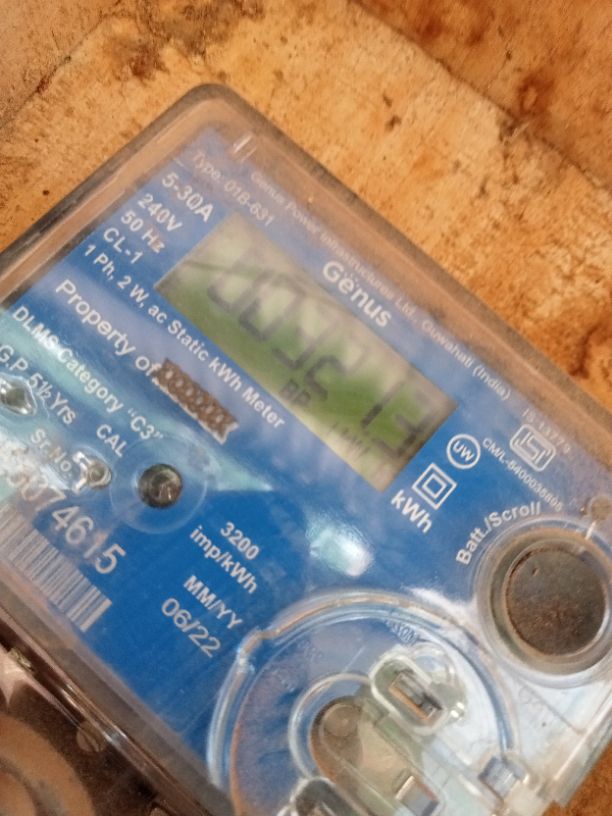 Genus Power Infrastructures Ltd., Guwahati (India)
Type: 01B-631
Genus
5-30A
240V
50 Hz
CL-1
1 Ph, 2 W, ac Static kWh Meter
Property of
DLMS Category "C3"
G.P. 5½ Yrs
CAL
Sr.No.
074615
IS 13779
UW
kWh
Batt./Scroll
3200
imp/kWh
MM/YY
06/22